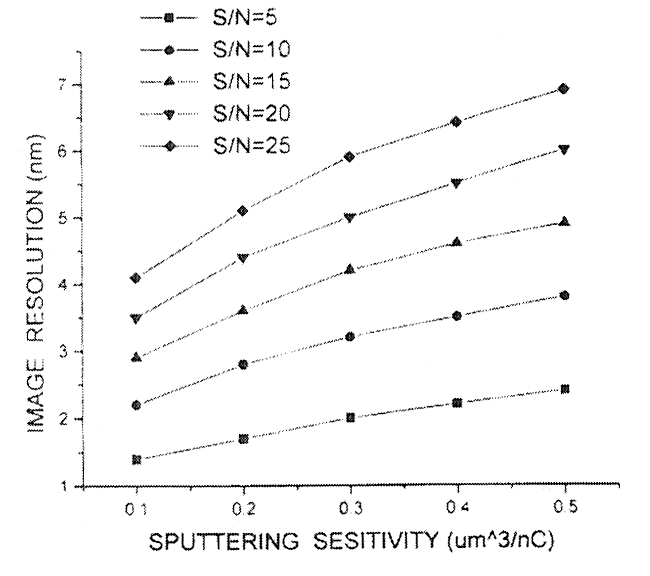 S/N=5
S/N=10
S/N=15
S/N=20
S/N=25
IMAGE RESOLUTION (nm)
7
6
5
4
3
2
1
0.1 0.2 0.3 0.4 0.5
SPUTTERING SESITIVITY (um^3/nC)